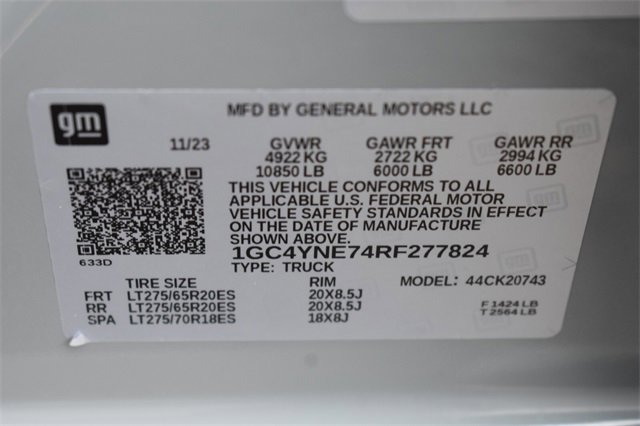 gm
MFD BY GENERAL MOTORS LLC
11/23 GVWR GAWR FRT GAWR RR
4922 KG 2722 KG 2994 KG
10850 LB 6000 LB 6600 LB
THIS VEHICLE CONFORMS TO ALL
APPLICABLE U.S. FEDERAL MOTOR
VEHICLE SAFETY STANDARDS IN EFFECT
ON THE DATE OF MANUFACTURE
SHOWN ABOVE.
1GC4YNE74RF277824
633D
TYPE: TRUCK
TIRE SIZE RIM MODEL: 44CK20743
FRT LT275/65R20ES 20X8.5J F 1424 LB
RR LT275/65R20ES 20X8.5J T 2564 LB
SPA LT275/70R18ES 18X8J